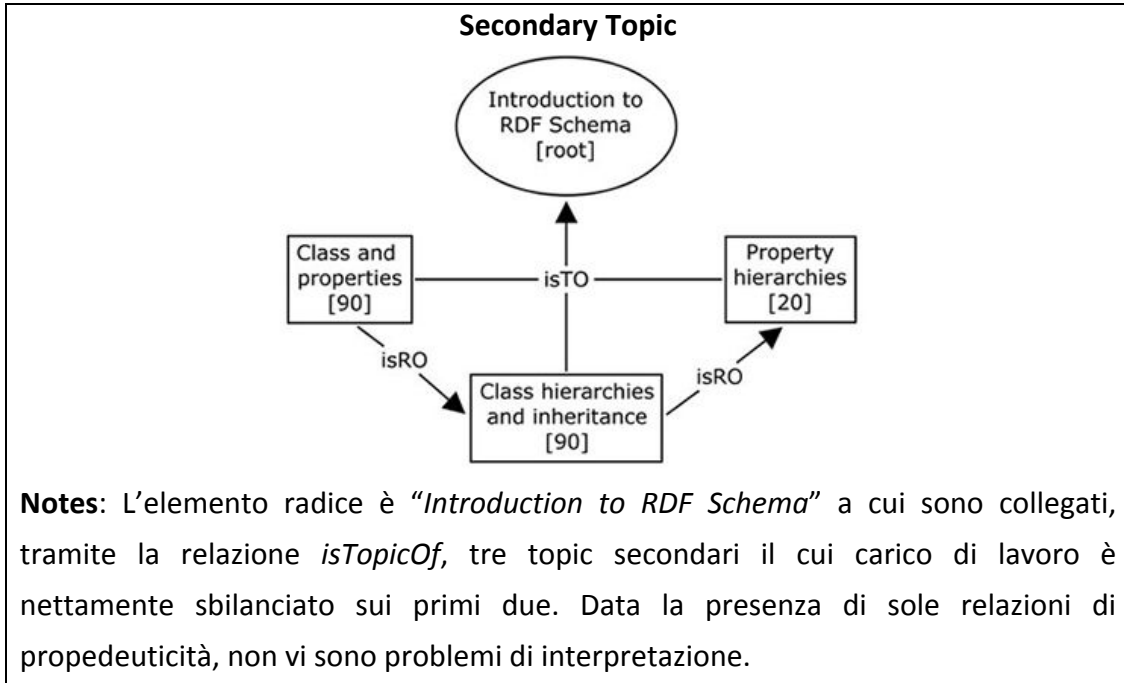 Secondary Topic
Introduction to
RDF Schema
[root]
Class and
properties
[90]
isTO
Property
hierarchies
[20]
isRO
isRO
Class hierarchies
and inheritance
[90]
Notes: L’elemento radice è “Introduction to RDF Schema” a cui sono collegati,
tramite la relazione isTopicOf, tre topic secondari il cui carico di lavoro è
nettamente sbilanciato sui primi due. Data la presenza di sole relazioni di
propedeuticità, non vi sono problemi di interpretazione.